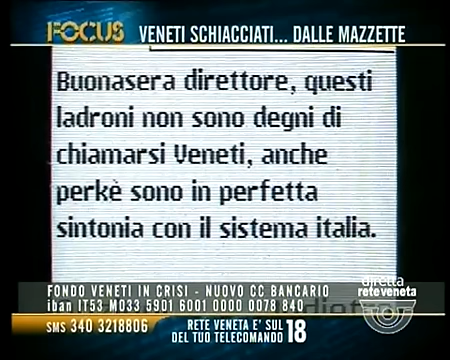 FOCUS VENETI SCHIACCIATI... DALLE MAZZETTE
Buonasera direttore, questi
ladroni non sono degni di
chiamarsi Veneti, anche
perkè sono in perfetta
sintonia con il sistema italia.
diretta
reteveneta
FONDO VENETI IN CRISI - NUOVO CC BANCARIO
iban IT53 M033 5901 6001 0000 0078 840
SMS 340 3218806
RETE VENETA E' SUL
DEL TUO TELECOMANDO 18